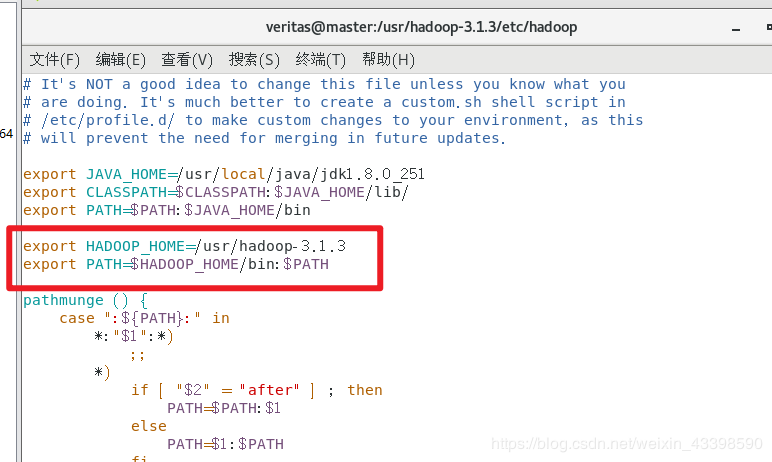 veritas@master:/usr/hadoop-3.1.3/etc/hadoop
文件(F) 编辑(E) 查看(V) 搜索(S) 终端(T) 帮助(H)
# It's NOT a good idea to change this file unless you know what you
# are doing. It's much better to create a custom.sh shell script in
# /etc/profile.d/ to make custom changes to your environment, as this
# will prevent the need for merging in future updates.
64
export JAVA_HOME=/usr/local/java/jdk1.8.0_251
export CLASSPATH=$CLASSPATH:$JAVA_HOME/lib/
export PATH=$PATH:$JAVA_HOME/bin
export HADOOP_HOME=/usr/hadoop-3.1.3
export PATH=$HADOOP_HOME/bin:$PATH
pathmunge () {
case ":${PATH}:" in
*:"$1":*)
;;
*)
if [ "$2" = "after" ] ; then
PATH=$PATH:$1
else
PATH=$1:$PATH
fi
https://blog.csdn.net/weixin_43398590